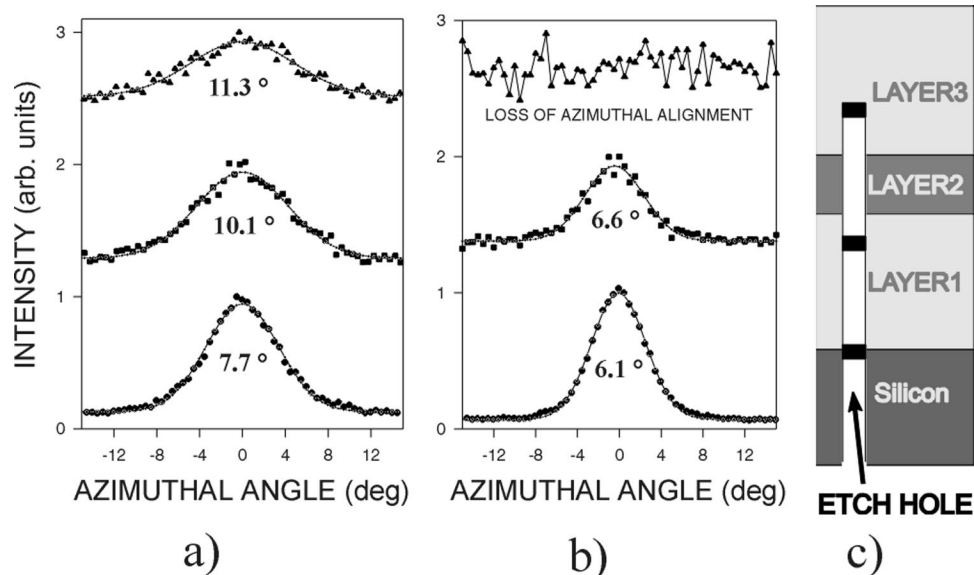 INTENSITY (arb. units)
3
2
1
0
11.3 °
10.1 °
7.7 °
-12 -8 -4 0 4 8 12
AZIMUTHAL ANGLE (deg)
a)
3
2
1
0
LOSS OF AZIMUTHAL ALIGNMENT
6.6 °
6.1 °
-12 -8 -4 0 4 8 12
AZIMUTHAL ANGLE (deg)
b)
LAYER3
LAYER2
LAYER1
Silicon
ETCH HOLE
c)